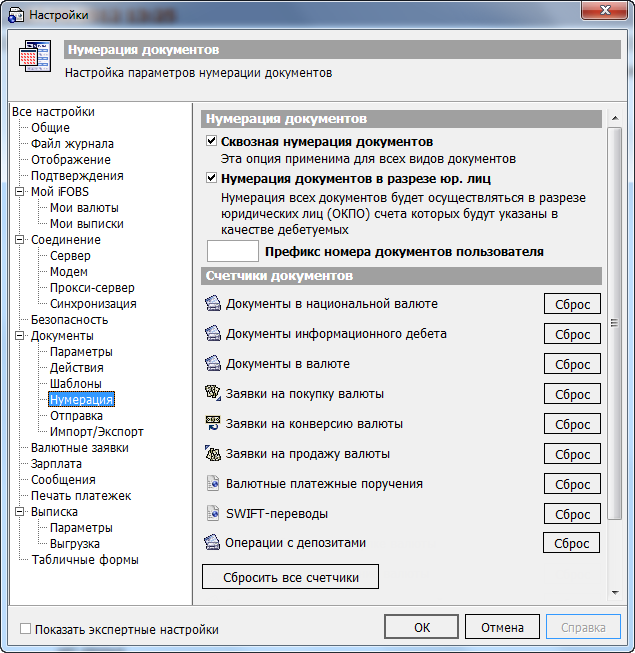 Настройки
Нумерация документов
Настройка параметров нумерации документов
Все настройки
Общие
Файл журнала
Отображение
Подтверждения
Мой iFOBS
Мои валюты
Мои выписки
Соединение
Сервер
Модем
Прокси-сервер
Синхронизация
Безопасность
Документы
Параметры
Действия
Шаблоны
Нумерация
Отправка
Импорт/Экспорт
Валютные заявки
Зарплата
Сообщения
Печать платежек
Выписка
Параметры
Выгрузка
Табличные формы
Нумерация документов
Сквозная нумерация документов
Эта опция применима для всех видов документов
Нумерация документов в разрезе юр. лиц
Нумерация всех документов будет осуществляться в разрезе
юридических лиц (ОКПО) счета которых будут указаны в
качестве дебетуемых
Префикс номера документов пользователя
Счетчики документов
Документы в национальной валюте Сброс
Документы информационного дебета Сброс
Документы в валюте Сброс
Заявки на покупку валюты Сброс
Заявки на конверсию валюты Сброс
Заявки на продажу валюты Сброс
Валютные платежные поручения Сброс
SWIFT-переводы Сброс
Операции с депозитами Сброс
Сбросить все счетчики
Показать экспертные настройки
ОК Отмена Справка